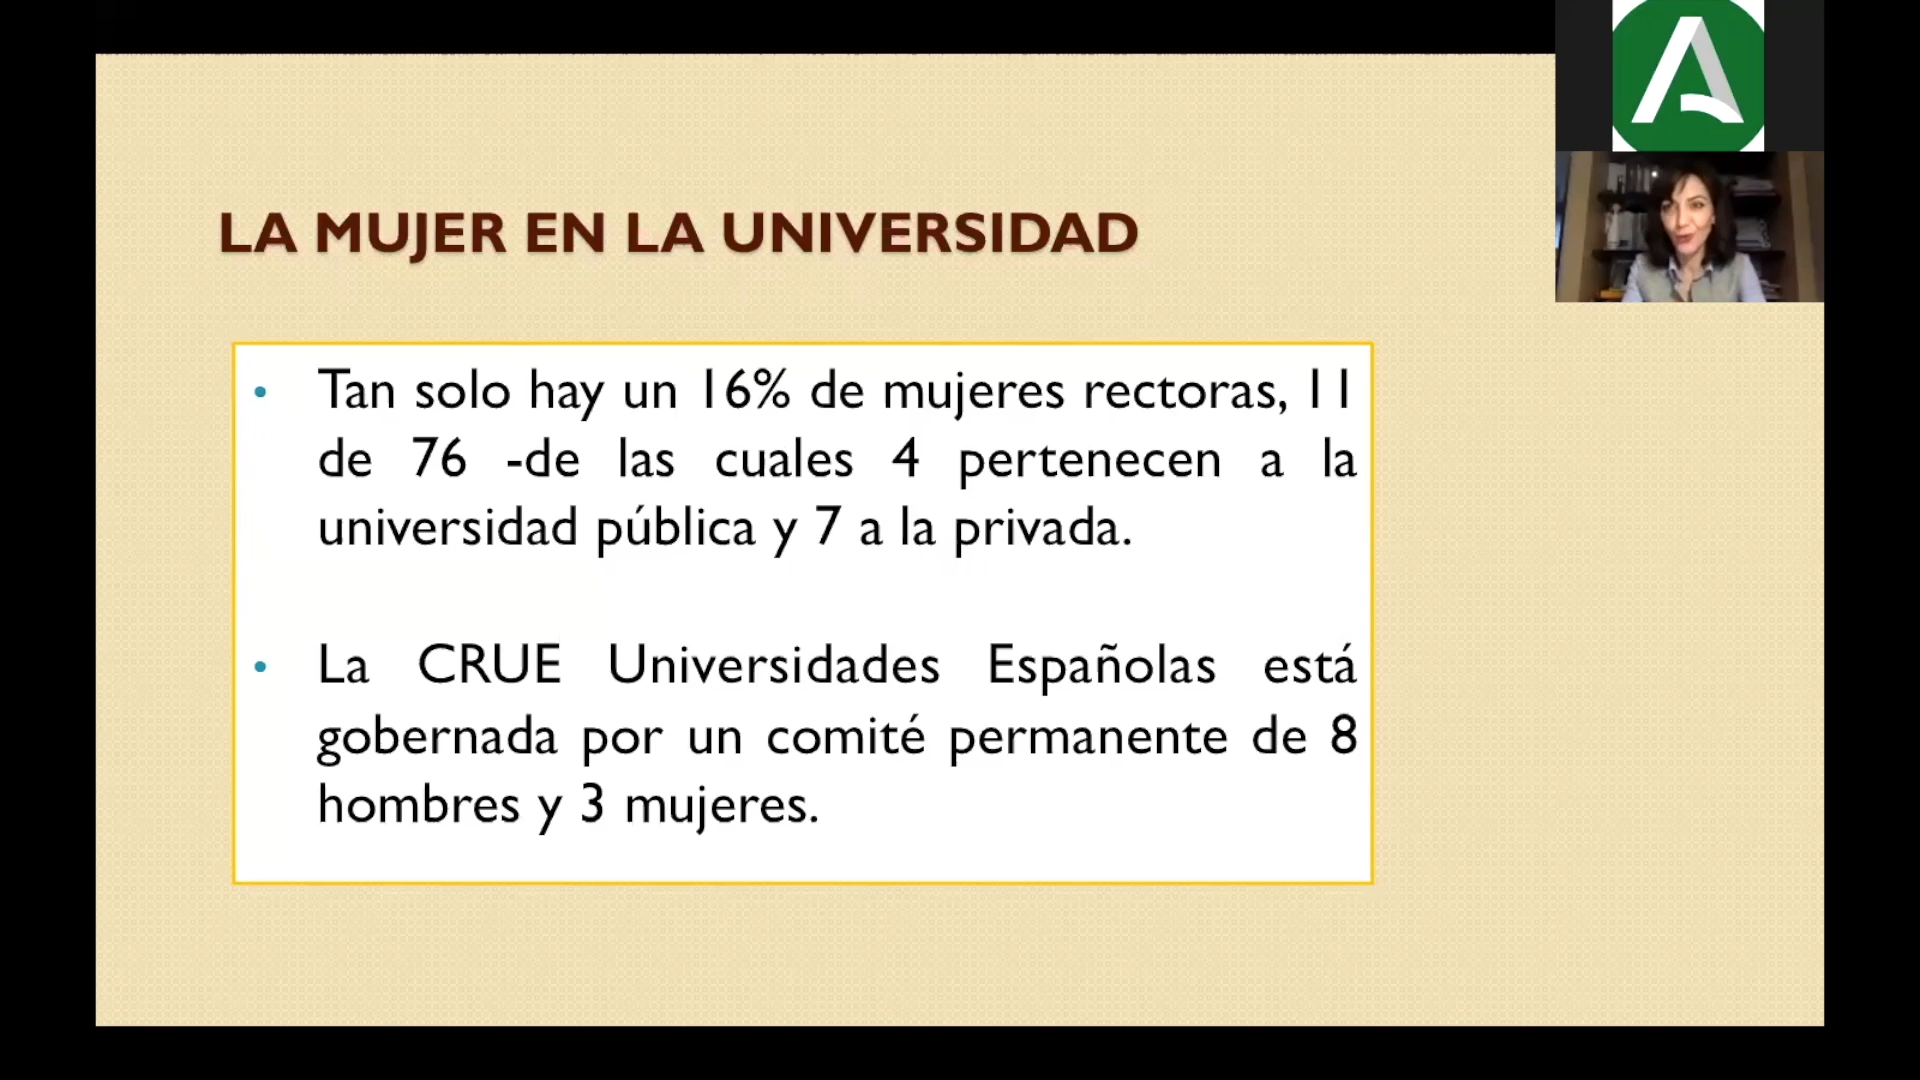 LA MUJER EN LA UNIVERSIDAD
• Tan solo hay un 16% de mujeres rectoras, 11
de 76 -de las cuales 4 pertenecen a la
universidad pública y 7 a la privada.
• La CRUE Universidades Españolas está
gobernada por un comité permanente de 8
hombres y 3 mujeres.